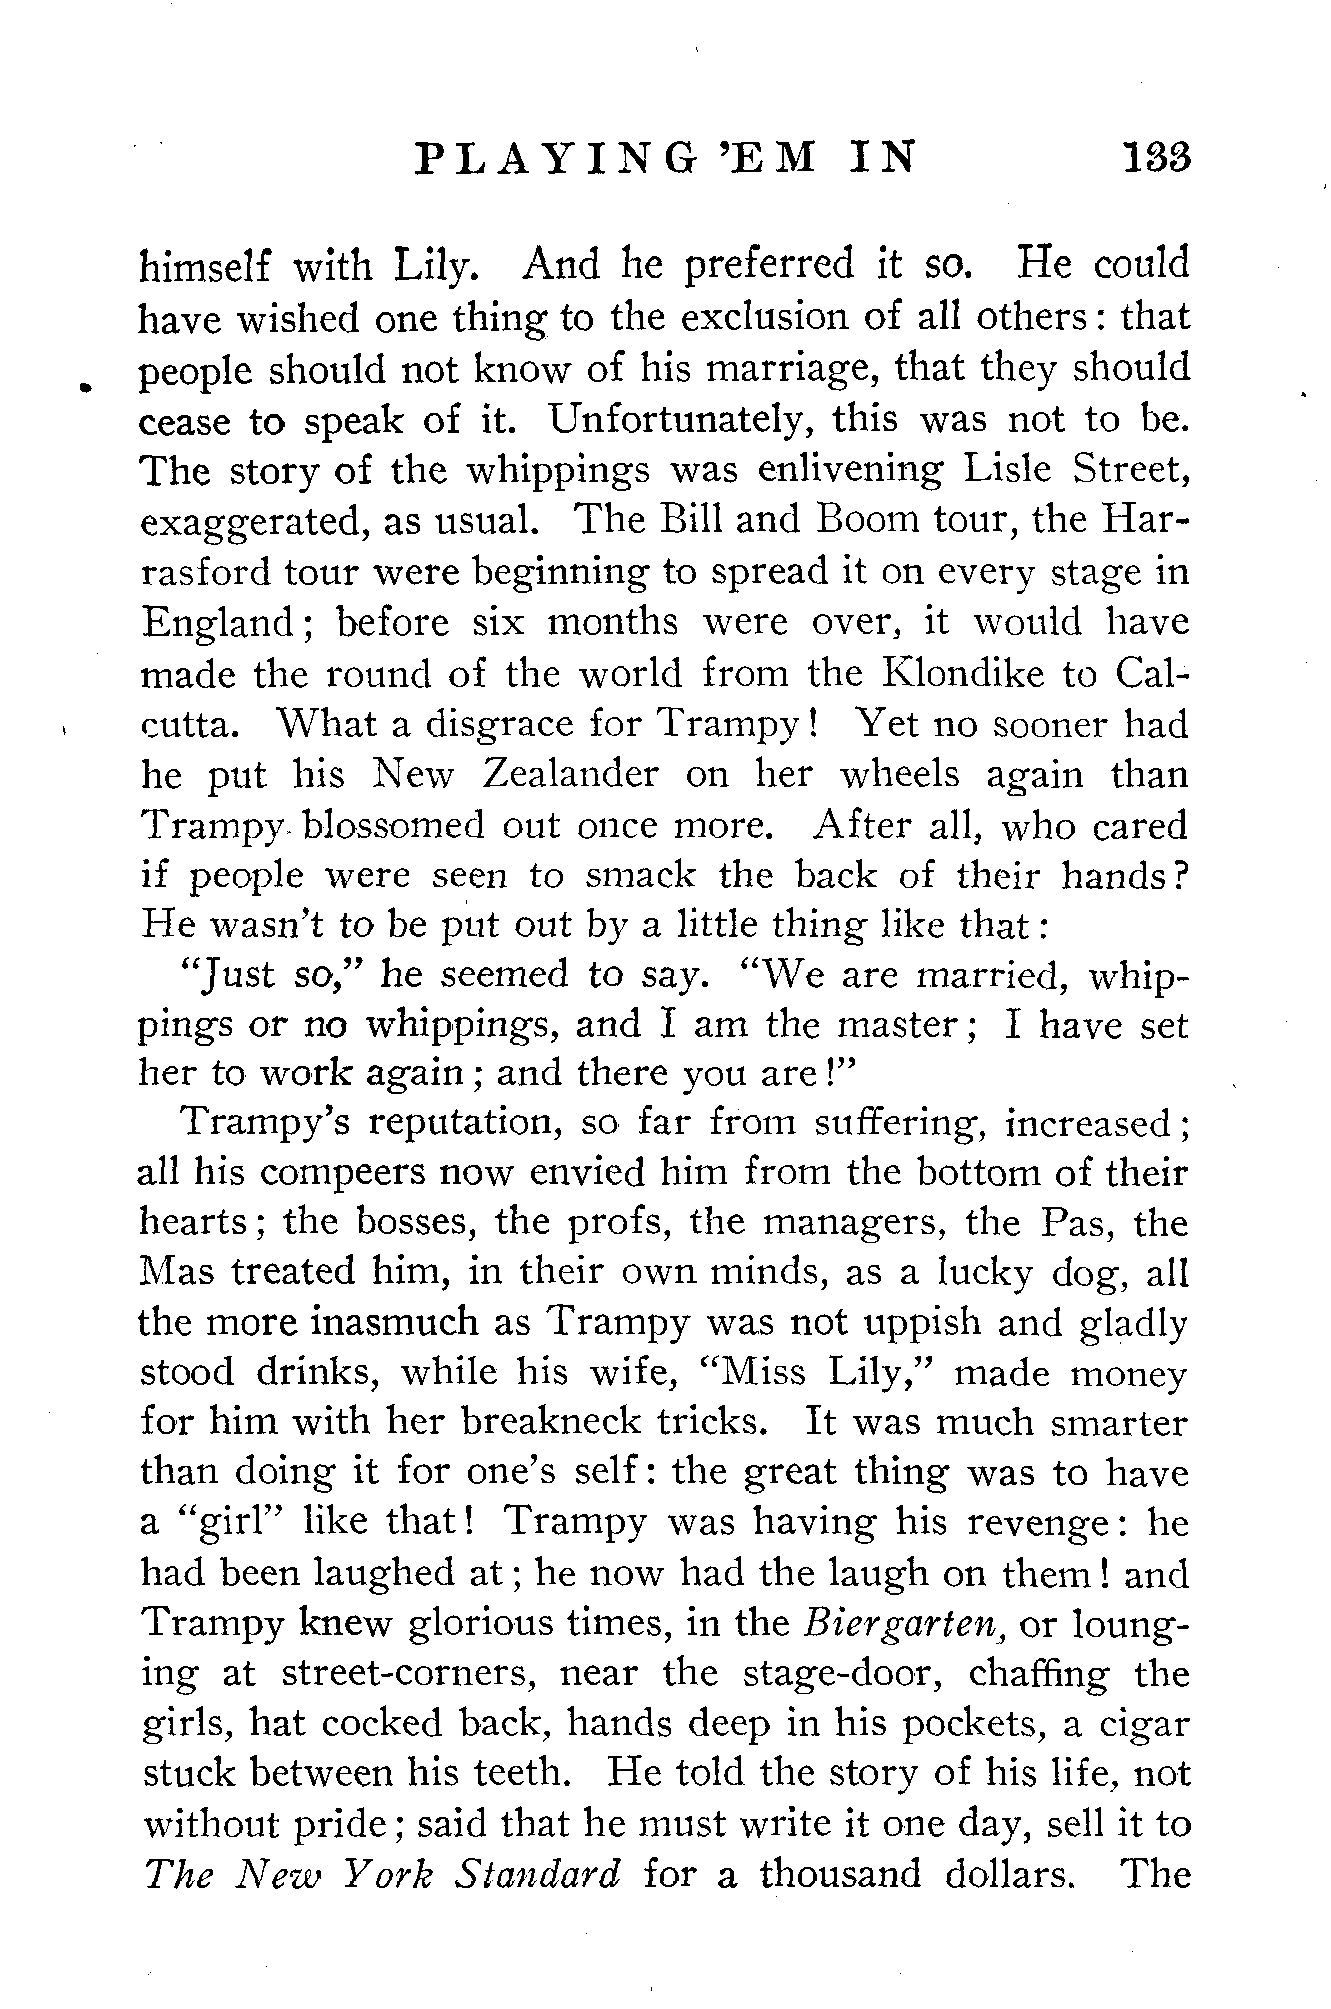 PLAYING 'EM IN 133
himself with Lily. And he preferred it so. He could
have wished one thing to the exclusion of all others: that
people should not know of his marriage, that they should
cease to speak of it. Unfortunately, this was not to be.
The story of the whippings was enlivening Lisle Street,
exaggerated, as usual. The Bill and Boom tour, the Har-
rasford tour were beginning to spread it on every stage in
England; before six months were over, it would have
made the round of the world from the Klondike to Cal-
cutta. What a disgrace for Trampy! Yet no sooner had
he put his New Zealander on her wheels again than
Trampy blossomed out once more. After all, who cared
if people were seen to smack the back of their hands?
He wasn't to be put out by a little thing like that:
"Just so," he seemed to say. "We are married, whip-
pings or no whippings, and I am the master; I have set
her to work again; and there you are!"
Trampy's reputation, so far from suffering, increased;
all his compeers now envied him from the bottom of their
hearts; the bosses, the profs, the managers, the Pas, the
Mas treated him, in their own minds, as a lucky dog, all
the more inasmuch as Trampy was not uppish and gladly
stood drinks, while his wife, "Miss Lily," made money
for him with her breakneck tricks. It was much smarter
than doing it for one's self: the great thing was to have
a "girl" like that! Trampy was having his revenge: he
had been laughed at; he now had the laugh on them! and
Trampy knew glorious times, in the Biergarten, or loung-
ing at street-corners, near the stage-door, chaffing the
girls, hat cocked back, hands deep in his pockets, a cigar
stuck between his teeth. He told the story of his life, not
without pride; said that he must write it one day, sell it to
The New York Standard for a thousand dollars. The